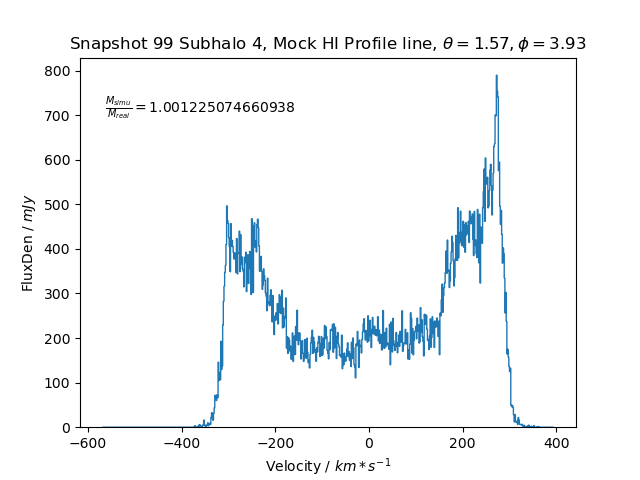 Snapshot 99 Subhalo 4, Mock HI Profile line, θ = 1.57, ϕ = 3.93
M_simu/M_real = 1.001225074660938
FluxDen / mJy
800
700
600
500
400
300
200
100
0
−600 −400 −200 0 200 400
Velocity / km * s⁻¹